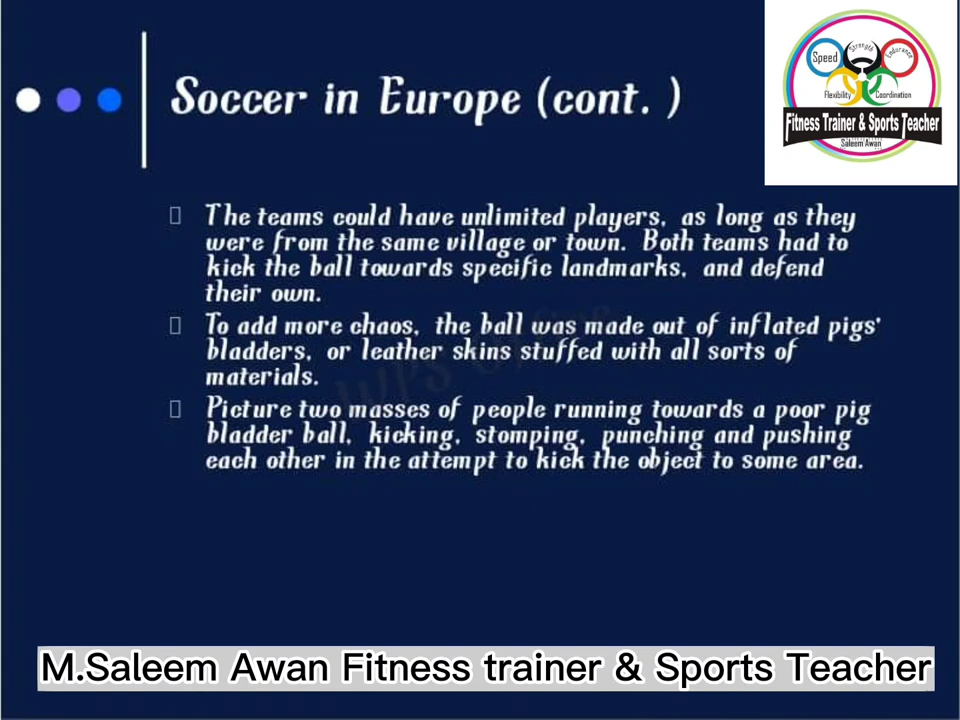 Soccer in Europe (cont. )
Speed
Strength
Endurance
Flexibility
Coordination
Fitness Trainer & Sports Teacher
Saleem Awan
The teams could have unlimited players, as long as they
were from the same village or town. Both teams had to
kick the ball towards specific landmarks, and defend
their own.
To add more chaos, the ball was made out of inflated pigs'
bladders, or leather skins stuffed with all sorts of
materials.
Picture two masses of people running towards a poor pig
bladder ball, kicking, stomping, punching and pushing
each other in the attempt to kick the object to some area.
WPS Office
M.Saleem Awan Fitness trainer & Sports Teacher